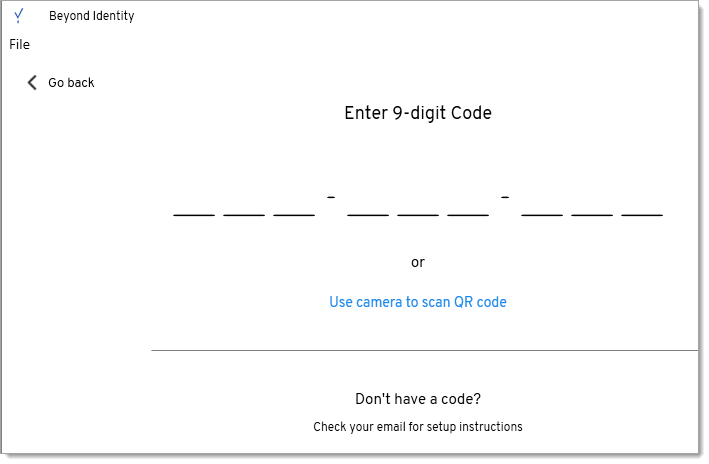 Beyond Identity
File
Go back
Enter 9-digit Code
___ ___ ___ - ___ ___ ___ - ___ ___ ___
or
Use camera to scan QR code
Don't have a code?
Check your email for setup instructions